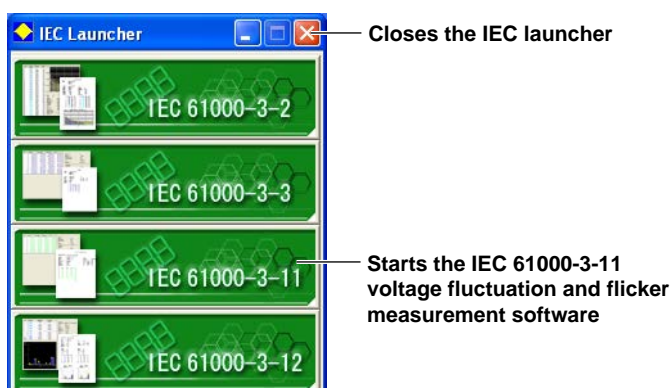 IEC Launcher
Closes the IEC launcher
IEC 61000-3-2
IEC 61000-3-3
IEC 61000-3-11
Starts the IEC 61000-3-11
voltage fluctuation and flicker
measurement software
IEC 61000-3-12